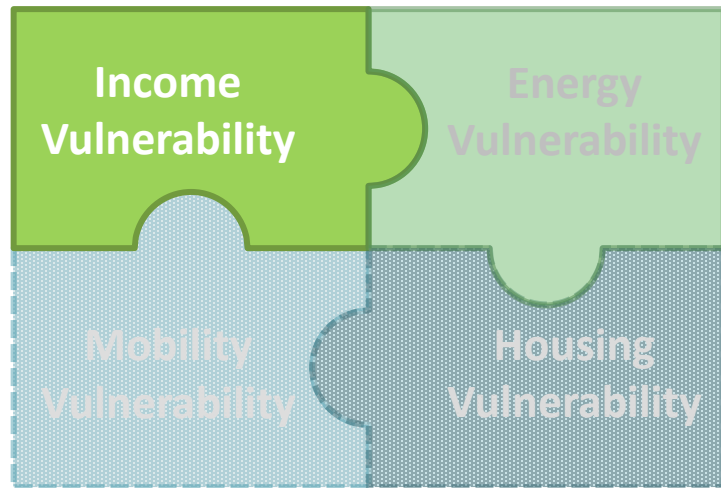 Income
Vulnerability
Energy
Vulnerability
Mobility
Vulnerability
Housing
Vulnerability